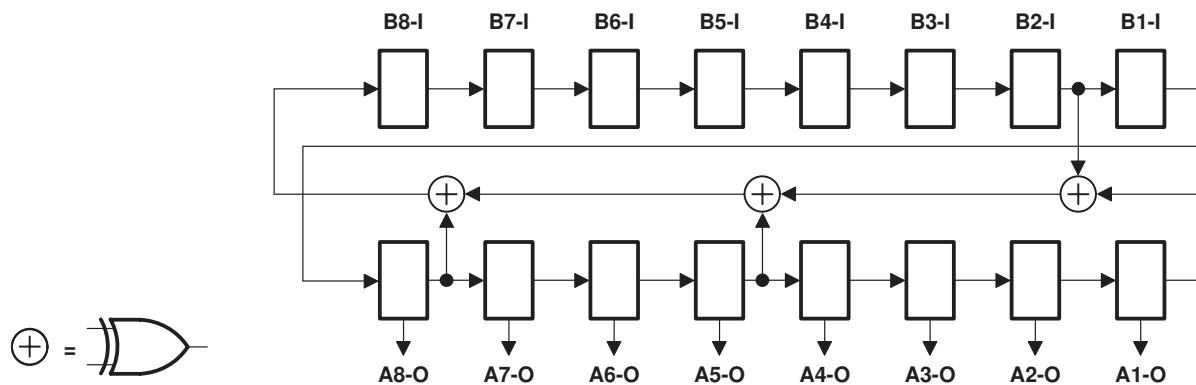 B8-I B7-I B6-I B5-I B4-I B3-I B2-I B1-I
=
A8-O A7-O A6-O A5-O A4-O A3-O A2-O A1-O